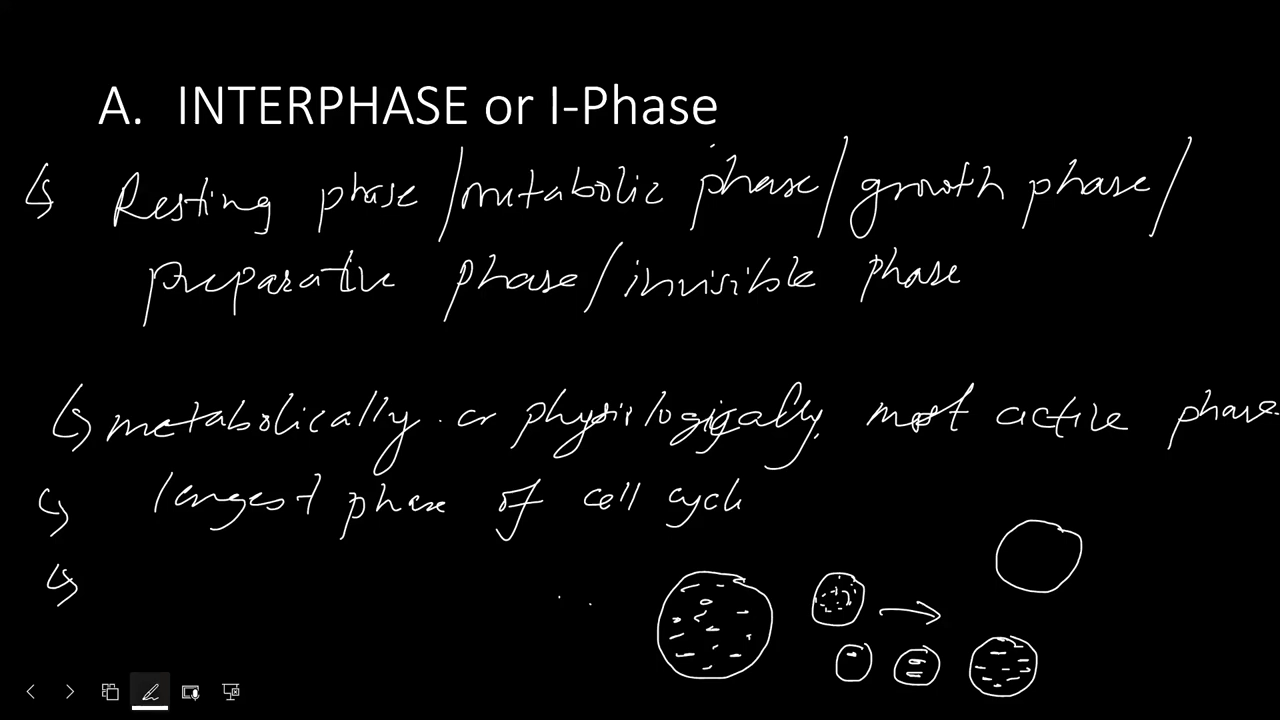 A. INTERPHASE or I-Phase
Resting phase/metabolic phase/growth phase/
preparative phase/invisible phase
metabolically or physiologically most active phase
longest phase of cell cycle